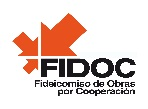 FIDOC
Fideicomiso de Obras
por Cooperación